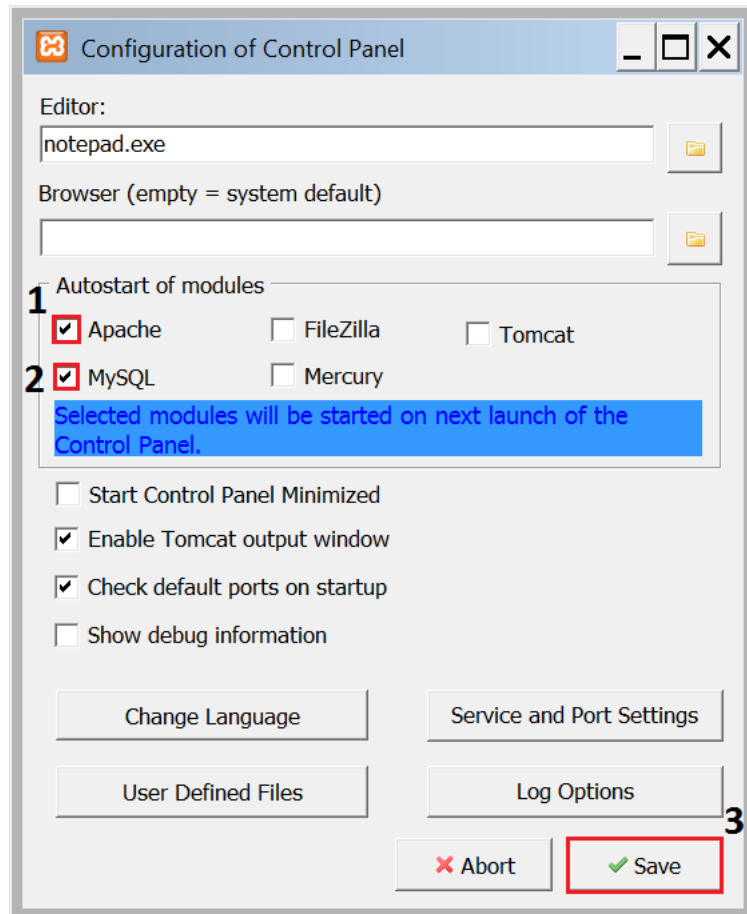 Configuration of Control Panel
Editor:
notepad.exe
Browser (empty = system default)
Autostart of modules
1
Apache
FileZilla
Tomcat
2
MySQL
Mercury
Selected modules will be started on next launch of the
Control Panel.
Start Control Panel Minimized
Enable Tomcat output window
Check default ports on startup
Show debug information
Change Language
Service and Port Settings
User Defined Files
Log Options
3
Abort
Save